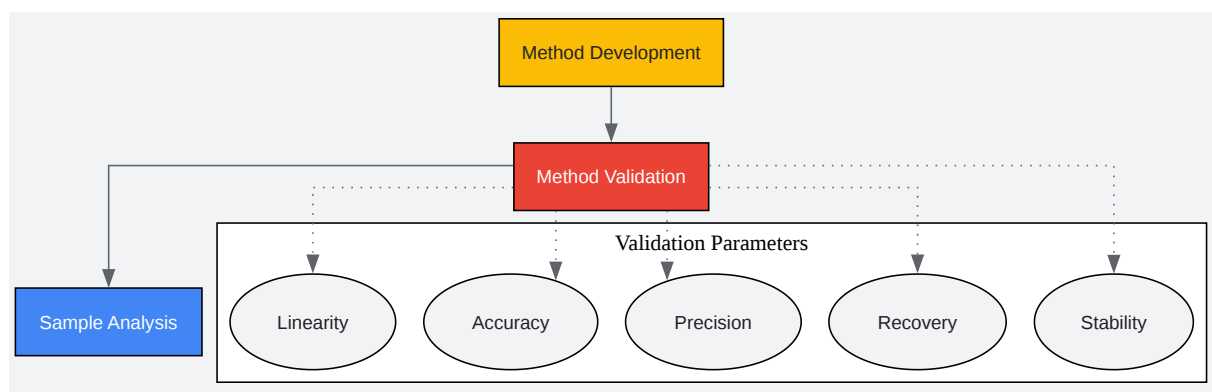 Method Development
Method Validation
Validation Parameters
Sample Analysis
Linearity
Accuracy
Precision
Recovery
Stability